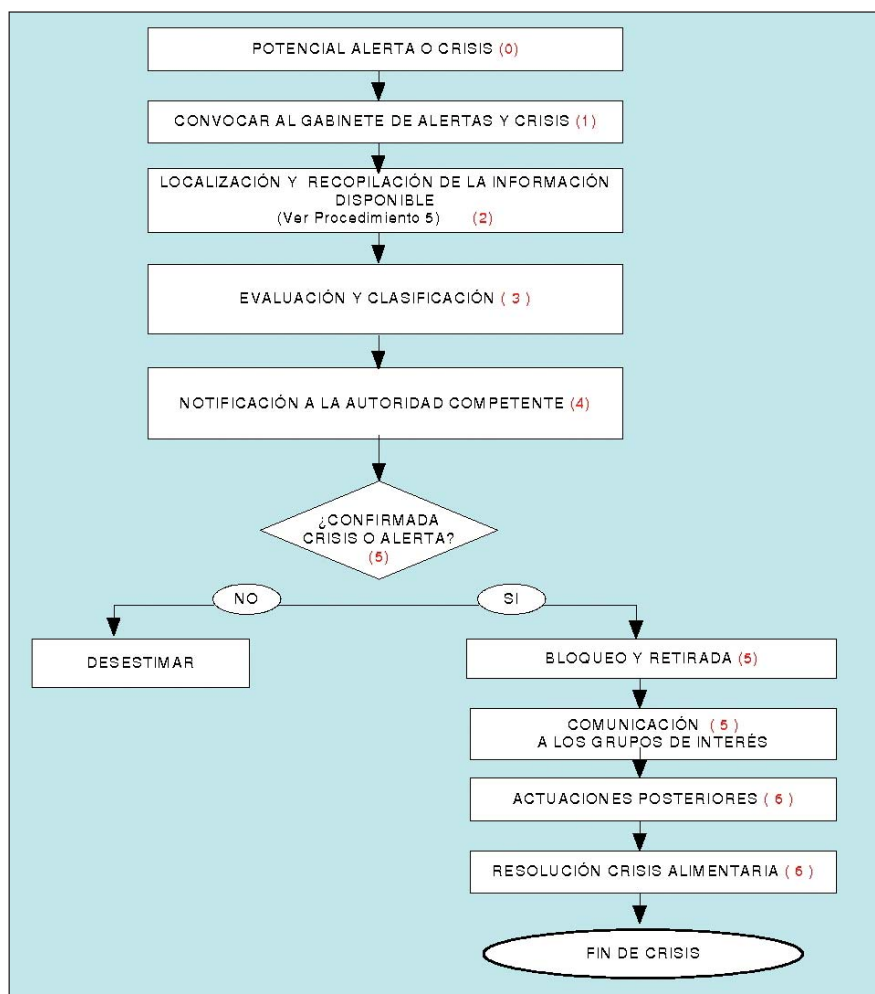 POTENCIAL ALERTA O CRISIS (0)
CONVOCAR AL GABINETE DE ALERTAS Y CRISIS (1)
LOCALIZACIÓN Y RECOPILACIÓN DE LA INFORMACIÓN
DISPONIBLE
(Ver Procedimiento 5) (2)
EVALUACIÓN Y CLASIFICACIÓN ( 3 )
NOTIFICACIÓN A LA AUTORIDAD COMPETENTE (4)
¿CONFIRMADA
CRISIS O ALERTA?
(5)
NO
SI
DESESTIMAR
BLOQUEO Y RETIRADA (5)
COMUNICACIÓN ( 5 )
A LOS GRUPOS DE INTERÉS
ACTUACIONES POSTERIORES ( 6 )
RESOLUCIÓN CRISIS ALIMENTARIA ( 6 )
FIN DE CRISIS